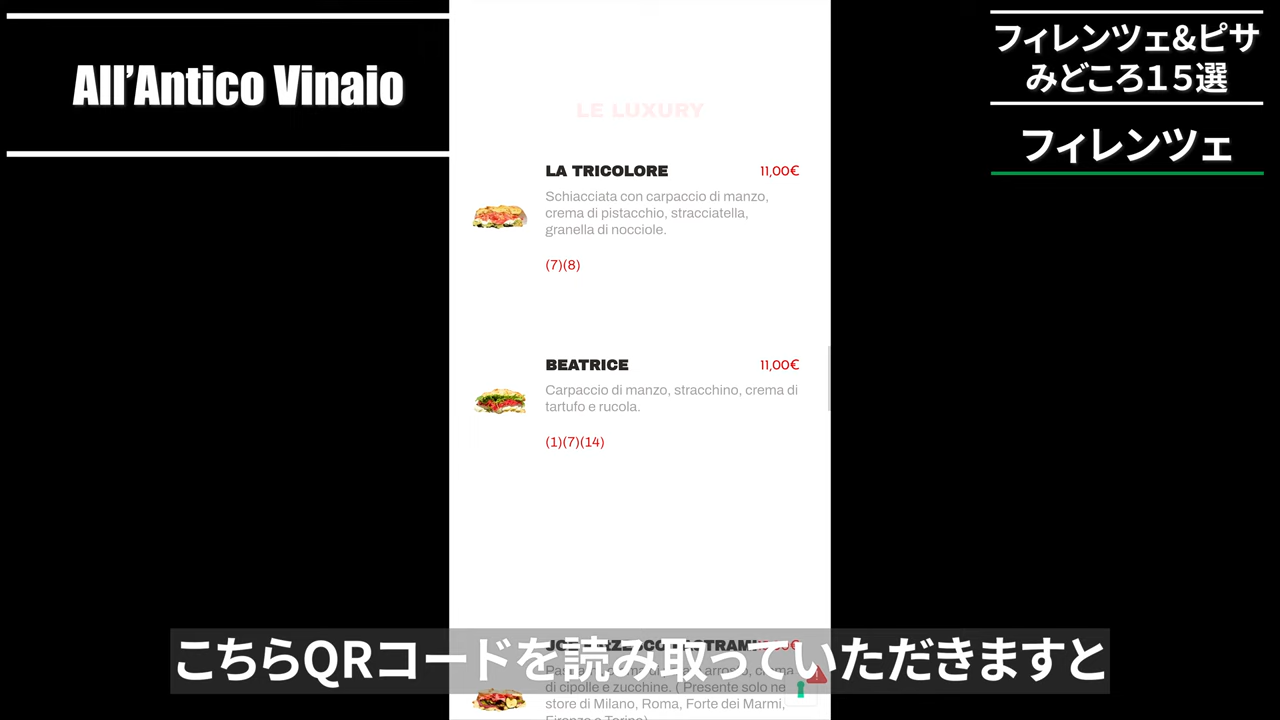 All'Antico Vinaio
フィレンツェ&ピサ
みどころ15選
フィレンツェ
LE LUXURY
LA TRICOLORE 11,00€
Schiacciata con carpaccio di manzo,
crema di pistacchio, stracciatella,
granella di nocciole.
(7)(8)
BEATRICE 11,00€
Carpaccio di manzo, stracchino, crema di
tartufo e rucola.
(1)(7)(14)
こちらQRコードを読み取っていただきますと
di cipolle e zucchine. ( Presente solo ne
store di Milano, Roma, Forte dei Marmi,
Firenze e Torino)